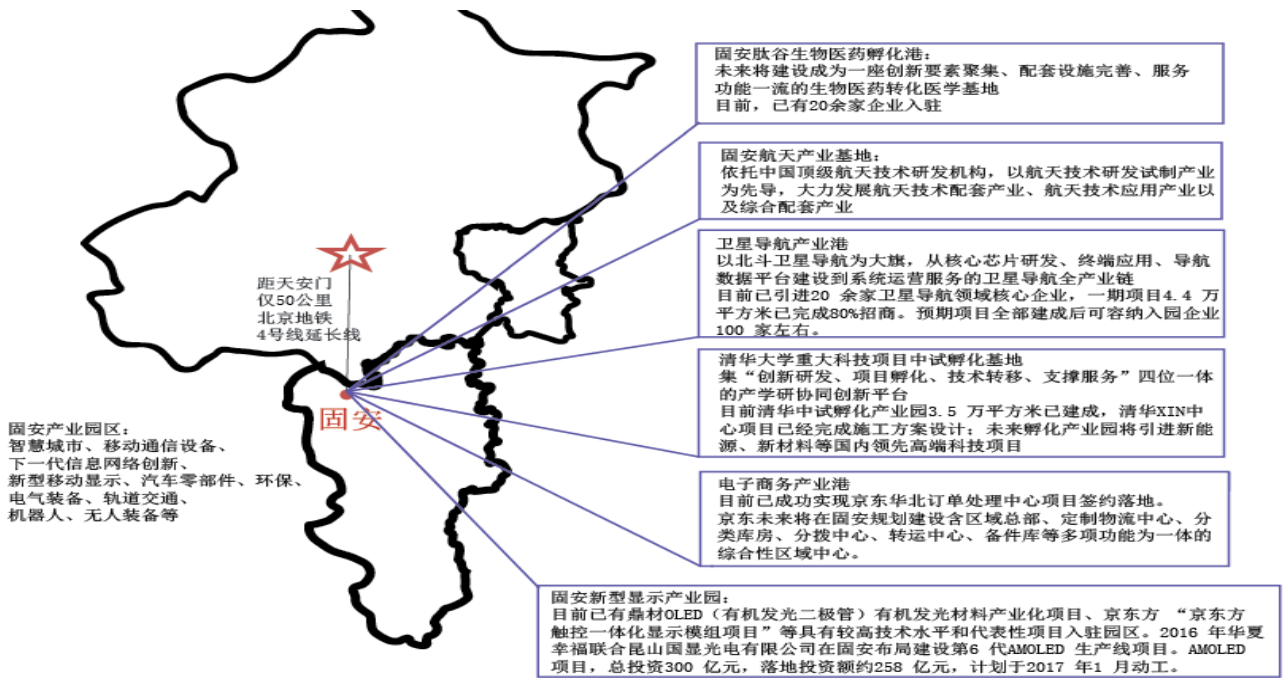 固安肽谷生物医药孵化港：
未来将建设成为一座创新要素聚集、配套设施完善、服务
功能一流的生物医药转化医学基地
目前，已有20余家企业入驻
固安航天产业基地：
依托中国顶级航天技术研发机构，以航天技术研发试制产业
为先导，大力发展航天技术配套产业、航天技术应用产业以
及综合配套产业
卫星导航产业港
以北斗卫星导航为大旗，从核心芯片研发、终端应用、导航
数据平台建设到系统运营服务的卫星导航全产业链
目前已引进20 余家卫星导航领域核心企业，一期项目4.4 万
平方米已完成80%招商。预期项目全部建成后可容纳入园企业
100 家左右。
距天安门
仅50公里
北京地铁
4号线延长线
清华大学重大科技项目中试孵化基地
集“创新研发、项目孵化、技术转移、支撑服务”四位一体
的产学研协同创新平台
目前清华中试孵化产业园3.5 万平方米已建成，清华XIN中
心项目已经完成施工方案设计；未来孵化产业园将引进新能
源、新材料等国内领先高端科技项目
固安
固安产业园区：
智慧城市、移动通信设备、
下一代信息网络创新、
新型移动显示、汽车零部件、环保、
电气装备、轨道交通、
机器人、无人装备等
电子商务产业港
目前已成功实现京东华北订单处理中心项目签约落地。
京东未来将在固安规划建设含区域总部、定制物流中心、分
类库房、分拨中心、转运中心、备件库等多项功能为一体的
综合性区域中心。
固安新型显示产业园：
目前已有鼎材OLED（有机发光二极管）有机发光材料产业化项目、京东方 “京东方
触控一体化显示模组项目”等具有较高技术水平和代表性项目入驻园区。2016 年华夏
幸福联合昆山国显光电有限公司在固安布局建设第6 代AMOLED 生产线项目。AMOLED
项目，总投资300 亿元，落地投资额约258 亿元，计划于2017 年1 月动工。